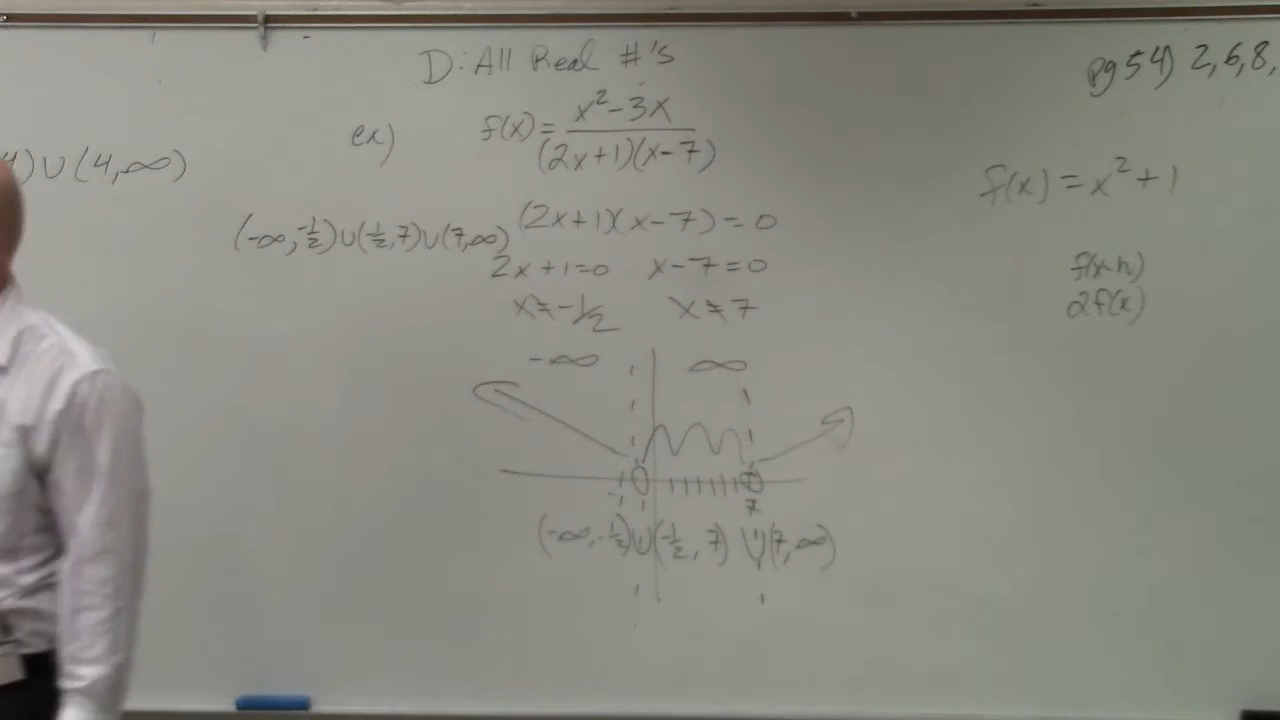 D: All Real #'s
pg 54) 2, 6, 8,
ex) f(x) = x² - 3x / (2x+1)(x-7)
4) ∪ (4, ∞)
f(x) = x² + 1
(2x+1)(x-7) = 0
(-∞, -1/2) ∪ (-1/2, 7) ∪ (7, ∞)
2x+1=0 x-7=0
f(x-h)
x ≠ -1/2 x ≠ 7
2f(x)
-∞ ∞
7
(-∞, -1/2) ∪ (-1/2, 7) ∪ (7, ∞)